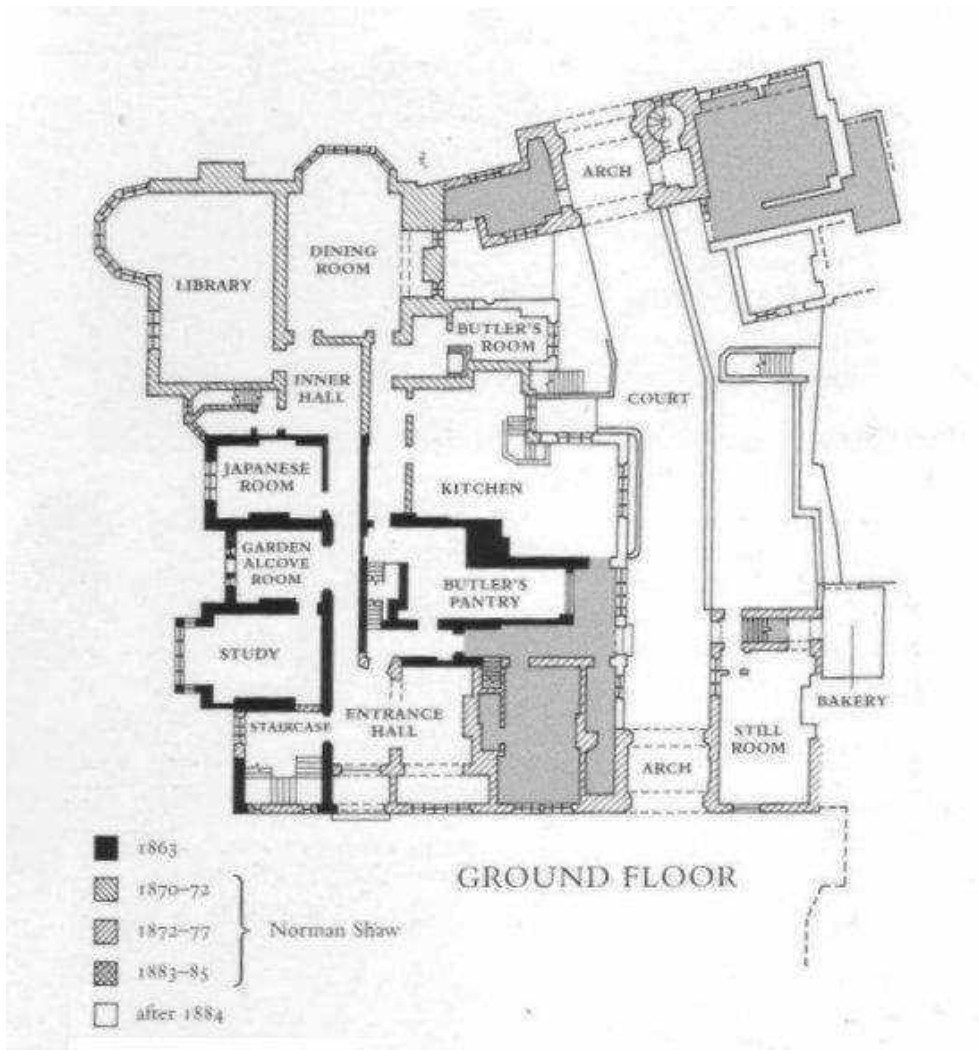 ARCH
DINING
ROOM
LIBRARY
BUTLER'S
ROOM
INNER
HALL
COURT
JAPANESE
ROOM
KITCHEN
GARDEN
ALCOVE
ROOM
BUTLER'S
PANTRY
STUDY
BAKERY
STAIRCASE
ENTRANCE
HALL
STILL
ROOM
ARCH
GROUND FLOOR
1863
1870–72
1872–77
Norman Shaw
1883–85
after 1884